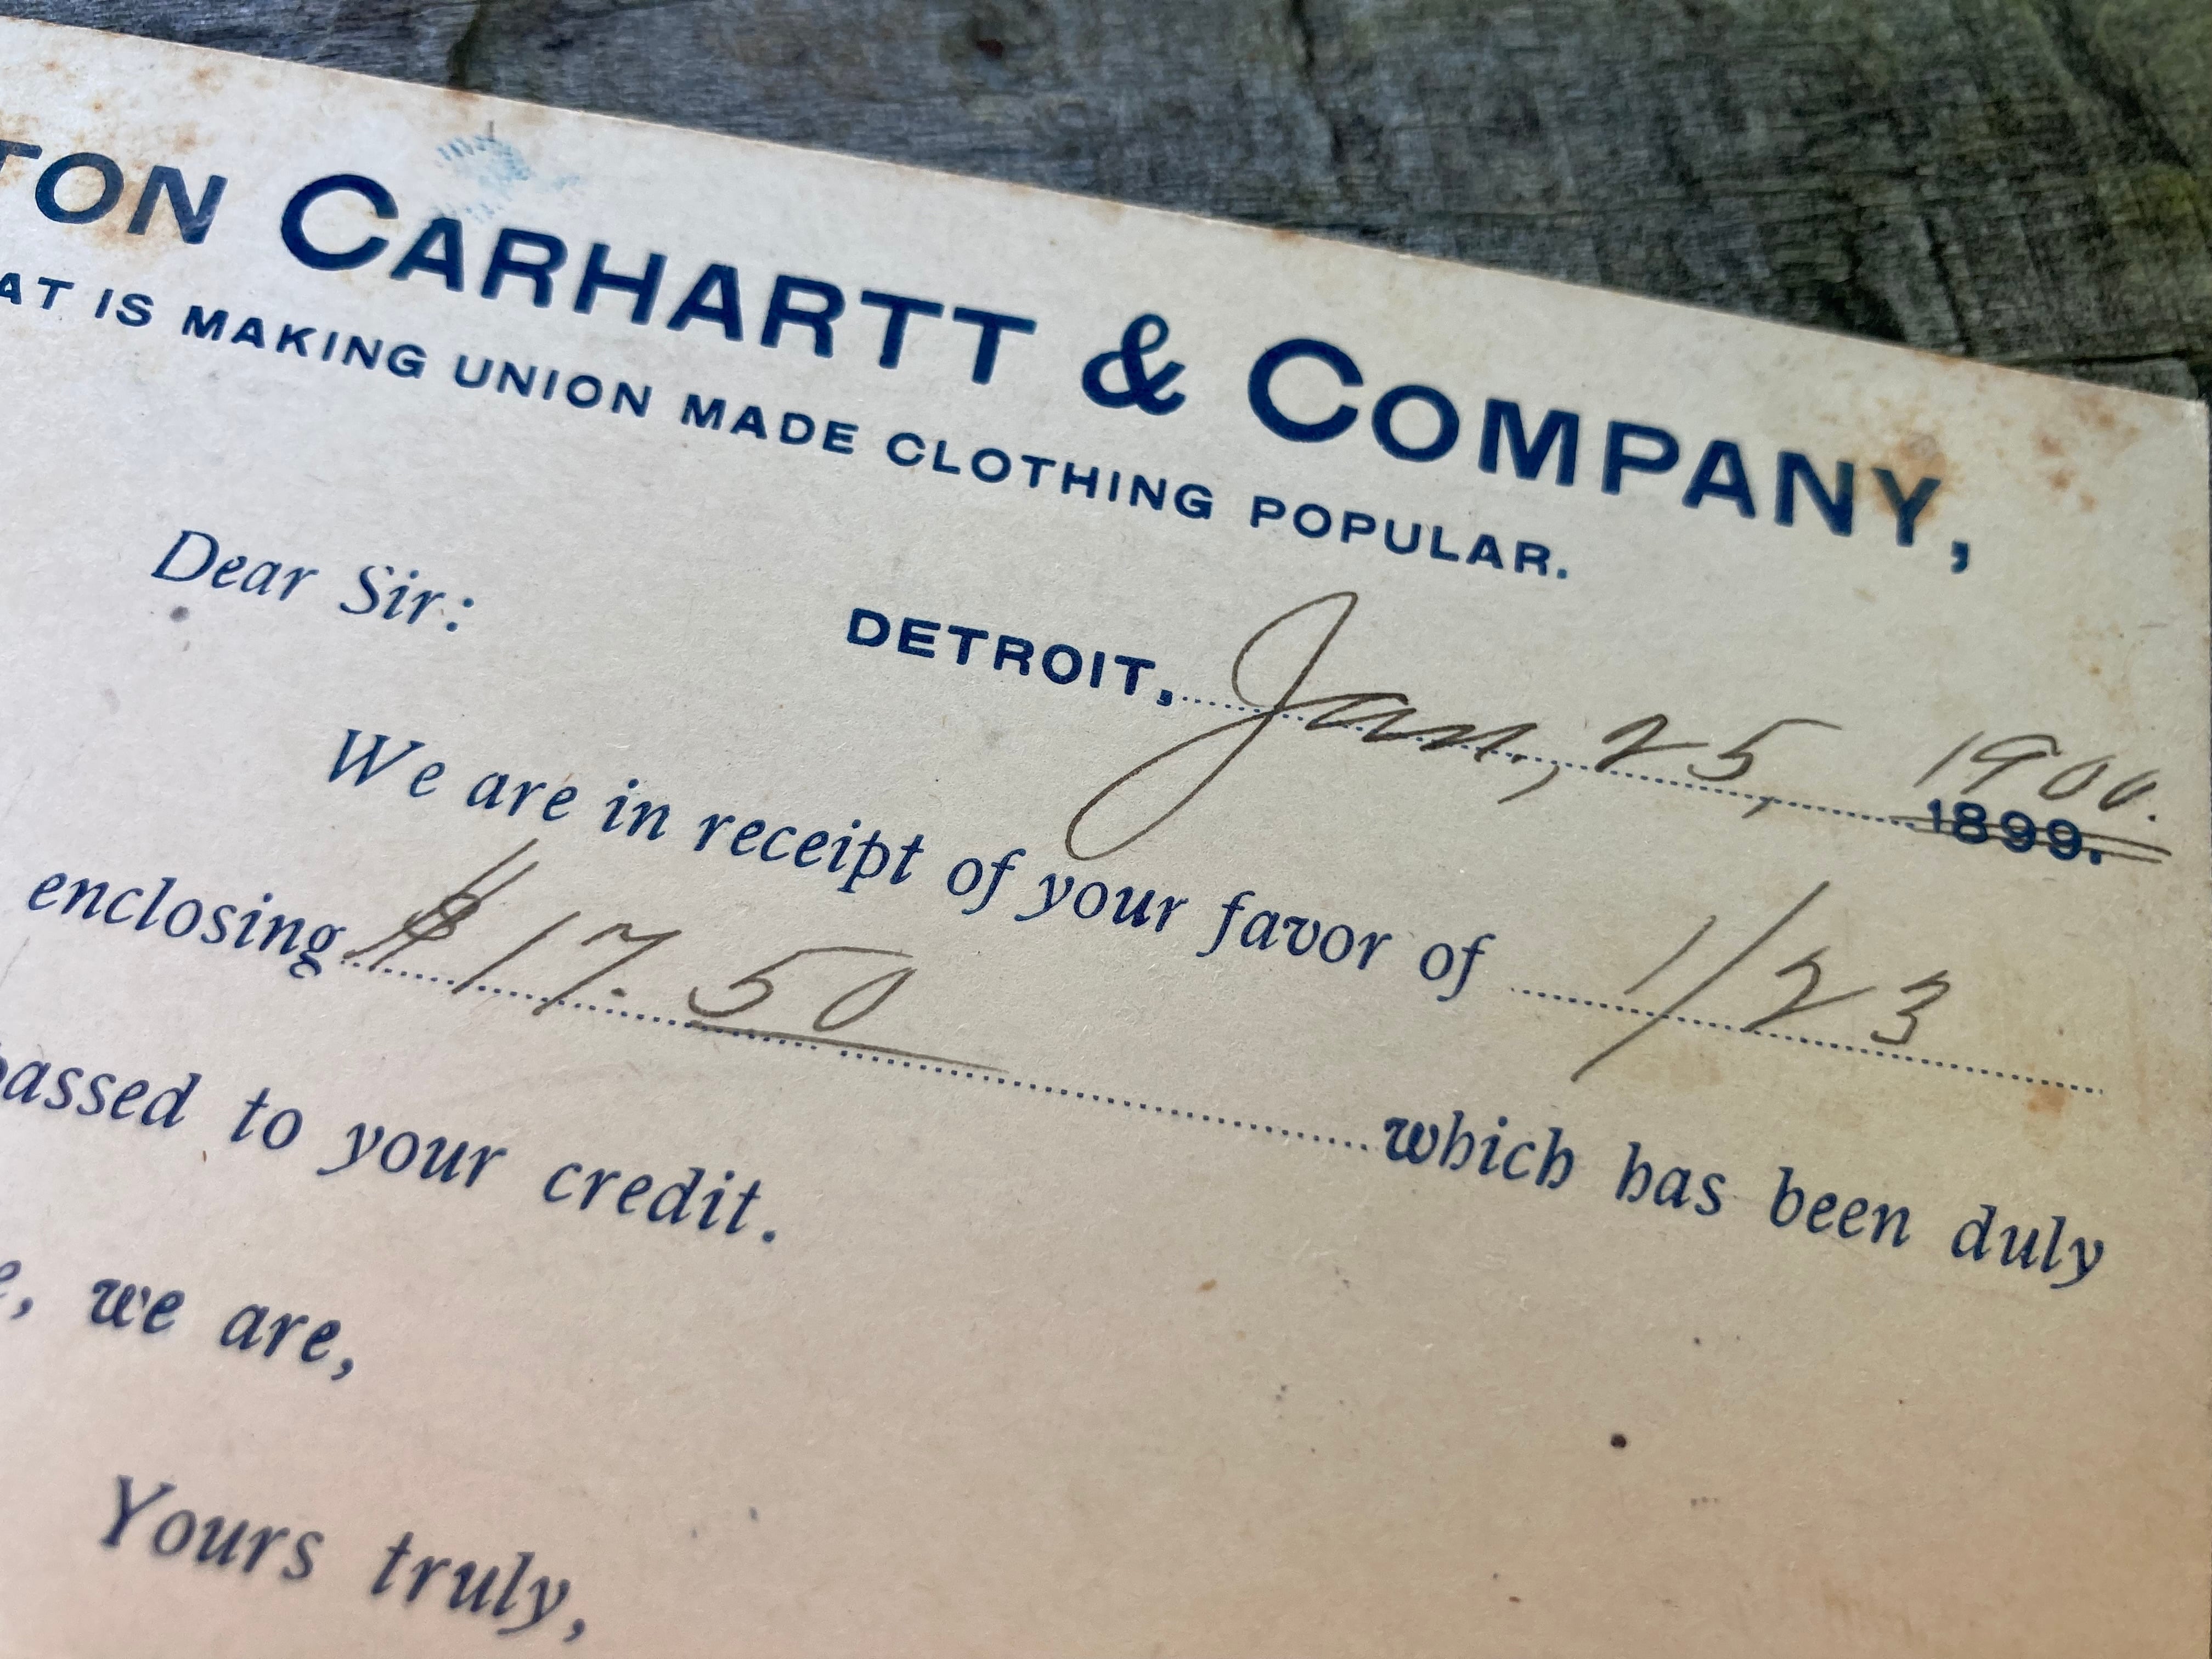 TON CARHARTT & COMPANY,
AT IS MAKING UNION MADE CLOTHING POPULAR.
Dear Sir:
DETROIT, Jan, 25, 1900.
1899.
We are in receipt of your favor of 1/23
enclosing $17.50 which has been duly
passed to your credit.
e, we are,
Yours truly,